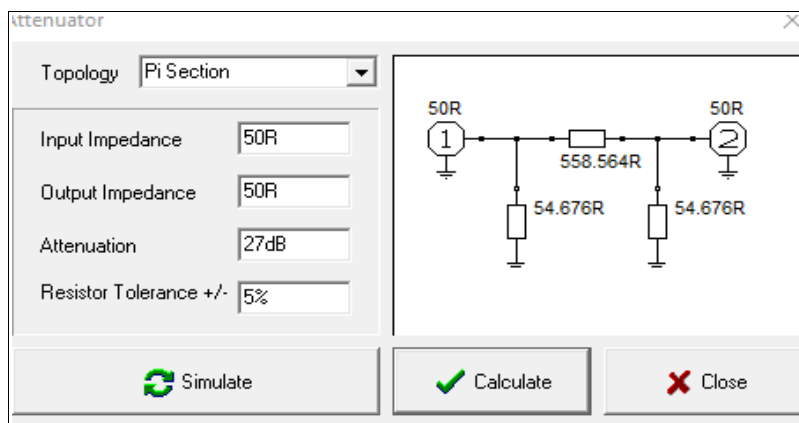 Attenuator
Topology Pi Section
Input Impedance 50R
Output Impedance 50R
Attenuation 27dB
Resistor Tolerance +/- 5%
50R 50R
1 2
558.564R
54.676R 54.676R
Simulate Calculate Close